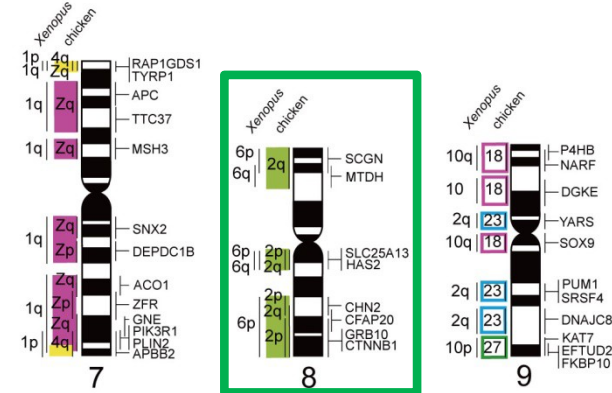 Xenopus
chicken
1p
4q
1q
Zq
RAP1GDS1
TYRP1
1q
Zq
APC
TTC37
1q
Zq
MSH3
1q
Zq
SNX2
Zp
DEPDC1B
Zq
ACO1
1q
Zp
ZFR
GNE
Zq
PIK3R1
1p
4q
PLIN2
APBB2
7
Xenopus
chicken
6p
2q
SCGN
6q
MTDH
6p
2p
SLC25A13
6q
2q
HAS2
2p
CHN2
2q
CFAP20
6p
2p
GRB10
CTNNB1
8
Xenopus
chicken
10q
18
P4HB
NARF
10
18
DGKE
2q
23
YARS
10q
18
SOX9
2q
23
PUM1
SRSF4
2q
23
DNAJC8
KAT7
10p
27
EFTUD2
FKBP10
9